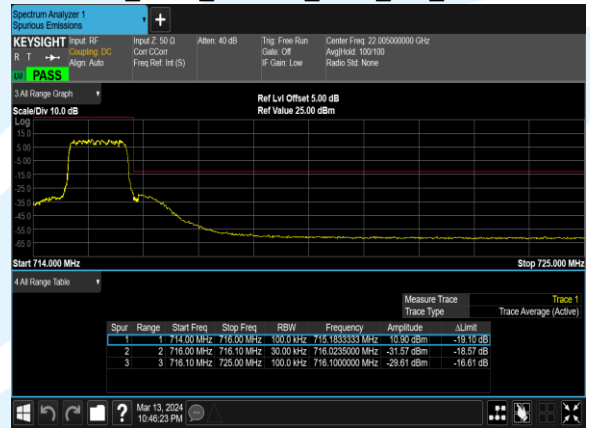 Spectrum Analyzer 1
Spurious Emissions
KEYSIGHT Input: RF Input Z: 50 Ω Atten: 40 dB Trig: Free Run Center Freq: 22.005000000 GHz
R T Coupling: DC Corr CCorr Gate: Off Avg|Hold: 100/100
Align: Auto Freq Ref: Int (S) IF Gain: Low Radio Std: None
PASS
3 All Range Graph Ref Lvl Offset 5.00 dB
Scale/Div 10.0 dB Ref Value 25.00 dBm
Log
15.0
5.00
-5.00
-15.0
-25.0
-35.0
-45.0
-55.0
-65.0
Start 714.000 MHz Stop 725.000 MHz
4 All Range Table
Measure Trace Trace 1
Trace Type Trace Average (Active)
Spur Range Start Freq Stop Freq RBW Frequency Amplitude ΔLimit
1 1 714.00 MHz 716.00 MHz 100.0 kHz 715.1833333 MHz 10.90 dBm -19.10 dB
2 2 716.00 MHz 716.10 MHz 30.00 kHz 716.0235000 MHz -31.57 dBm -18.57 dB
3 3 716.10 MHz 725.00 MHz 100.0 kHz 716.1000000 MHz -29.61 dBm -16.61 dB
? Mar 13, 2024
10:46:23 PM